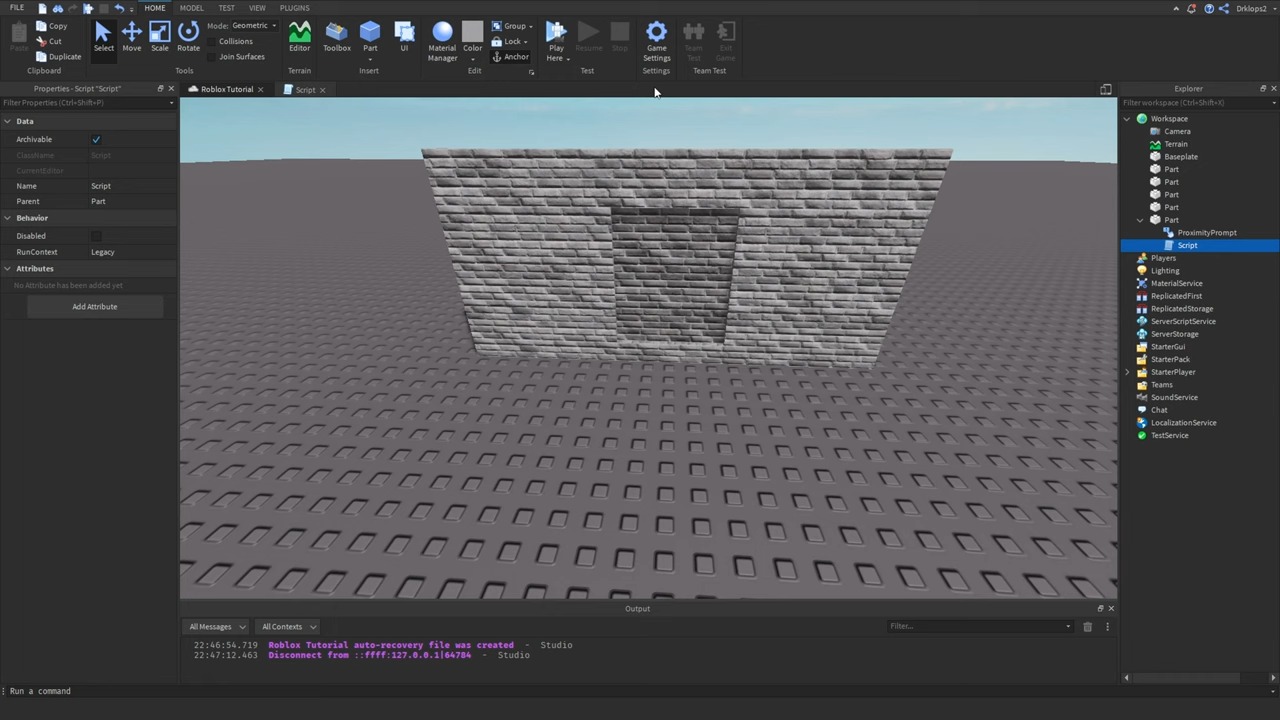 FILE HOME MODEL TEST VIEW PLUGINS Drklops2
Paste Copy Cut Duplicate
Select Move Scale Rotate
Mode: Geometric
Collisions
Join Surfaces
Editor Toolbox Part UI
Material Manager Color
Group
Lock
Anchor
Play Here Resume Stop
Game Settings
Team Test
Exit Game
Clipboard Tools Terrain Insert Edit Test Settings Team Test
Properties - Script "Script"
Roblox Tutorial Script
Explorer
Filter Properties (Ctrl+Shift+P)
Filter workspace (Ctrl+Shift+X)
Data
Archivable
ClassName Script
CurrentEditor
Name Script
Parent Part
Behavior
Disabled
RunContext Legacy
Attributes
No Attribute has been added yet
Add Attribute
Workspace
Camera
Terrain
Baseplate
Part
Part
Part
Part
Part
ProximityPrompt
Script
Players
Lighting
MaterialService
ReplicatedFirst
ReplicatedStorage
ServerScriptService
ServerStorage
StarterGui
StarterPack
StarterPlayer
Teams
SoundService
Chat
LocalizationService
TestService
Output
All Messages All Contexts Filter...
22:46:54.719 Roblox Tutorial auto-recovery file was created - Studio
22:47:12.463 Disconnect from ::ffff:127.0.0.1|64784 - Studio
Run a command